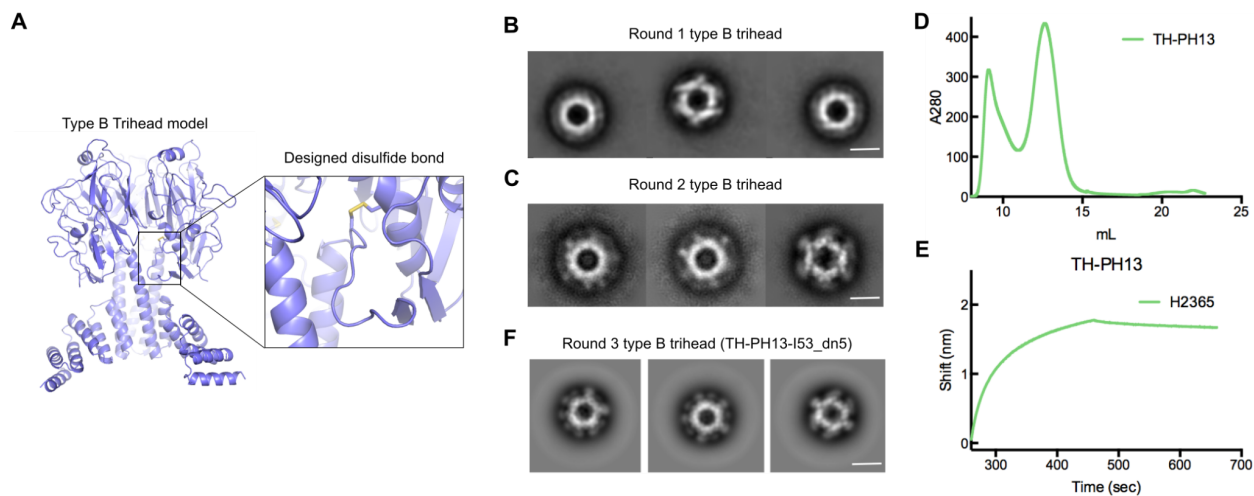 A
Type B Trihead model
Designed disulfide bond
B
Round 1 type B trihead
C
Round 2 type B trihead
F
Round 3 type B trihead (TH-PH13-I53_dn5)
D
TH-PH13
A280
400
300
200
100
0
10
15
20
25
mL
E
TH-PH13
H2365
Shift (nm)
2
1
0
300
400
500
600
700
Time (sec)